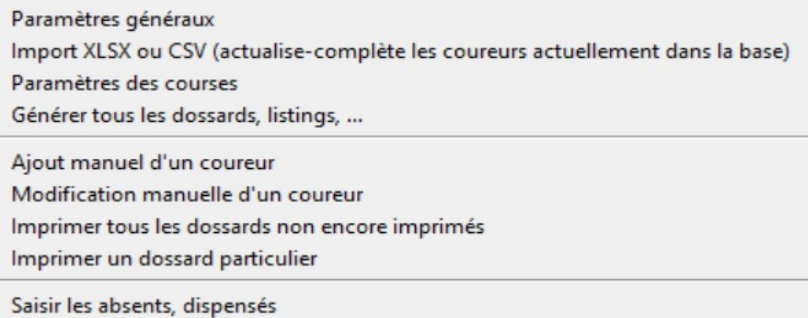 Paramètres généraux
Import XLSX ou CSV (actualise-complète les coureurs actuellement dans la base)
Paramètres des courses
Générer tous les dossards, listings, ...
Ajout manuel d'un coureur
Modification manuelle d'un coureur
Imprimer tous les dossards non encore imprimés
Imprimer un dossard particulier
Saisir les absents, dispensés